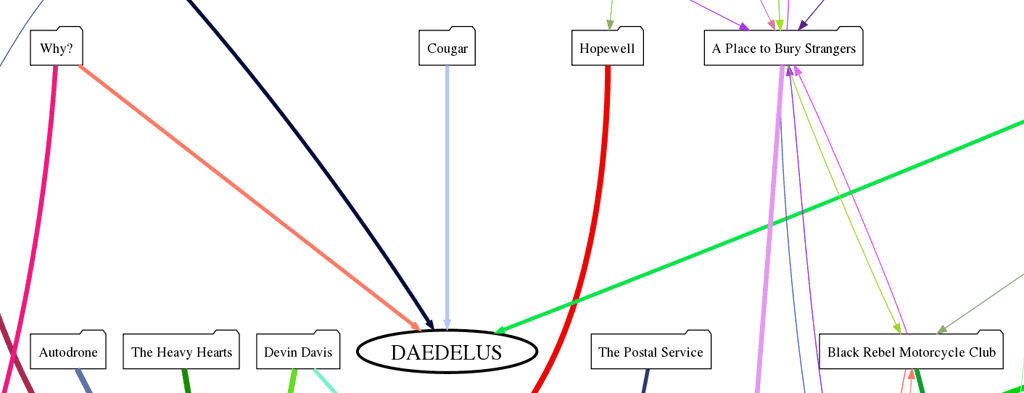 Why?
Cougar
Hopewell
A Place to Bury Strangers
Autodrone
The Heavy Hearts
Devin Davis
DAEDELUS
The Postal Service
Black Rebel Motorcycle Club